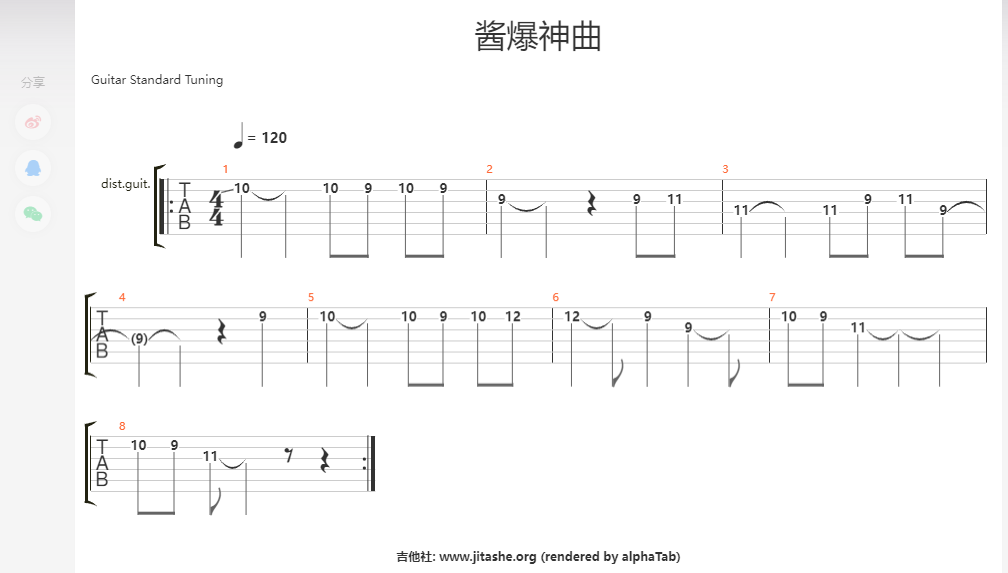 分享
酱爆神曲
Guitar Standard Tuning
= 120
1 2 3
dist.guit.
T A B 4 4 10 10 9 10 9 9 9 11 11 11 9 11 9
4 5 6 7
T A B (9) 9 10 10 9 10 12 12 9 9 10 9 11
8
T A B 10 9 11
吉他社: www.jitashe.org (rendered by alphaTab)